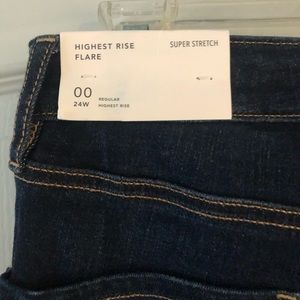 HIGHEST RISE SUPER STRETCH
FLARE
00 REGULAR
24W HIGHEST RISE